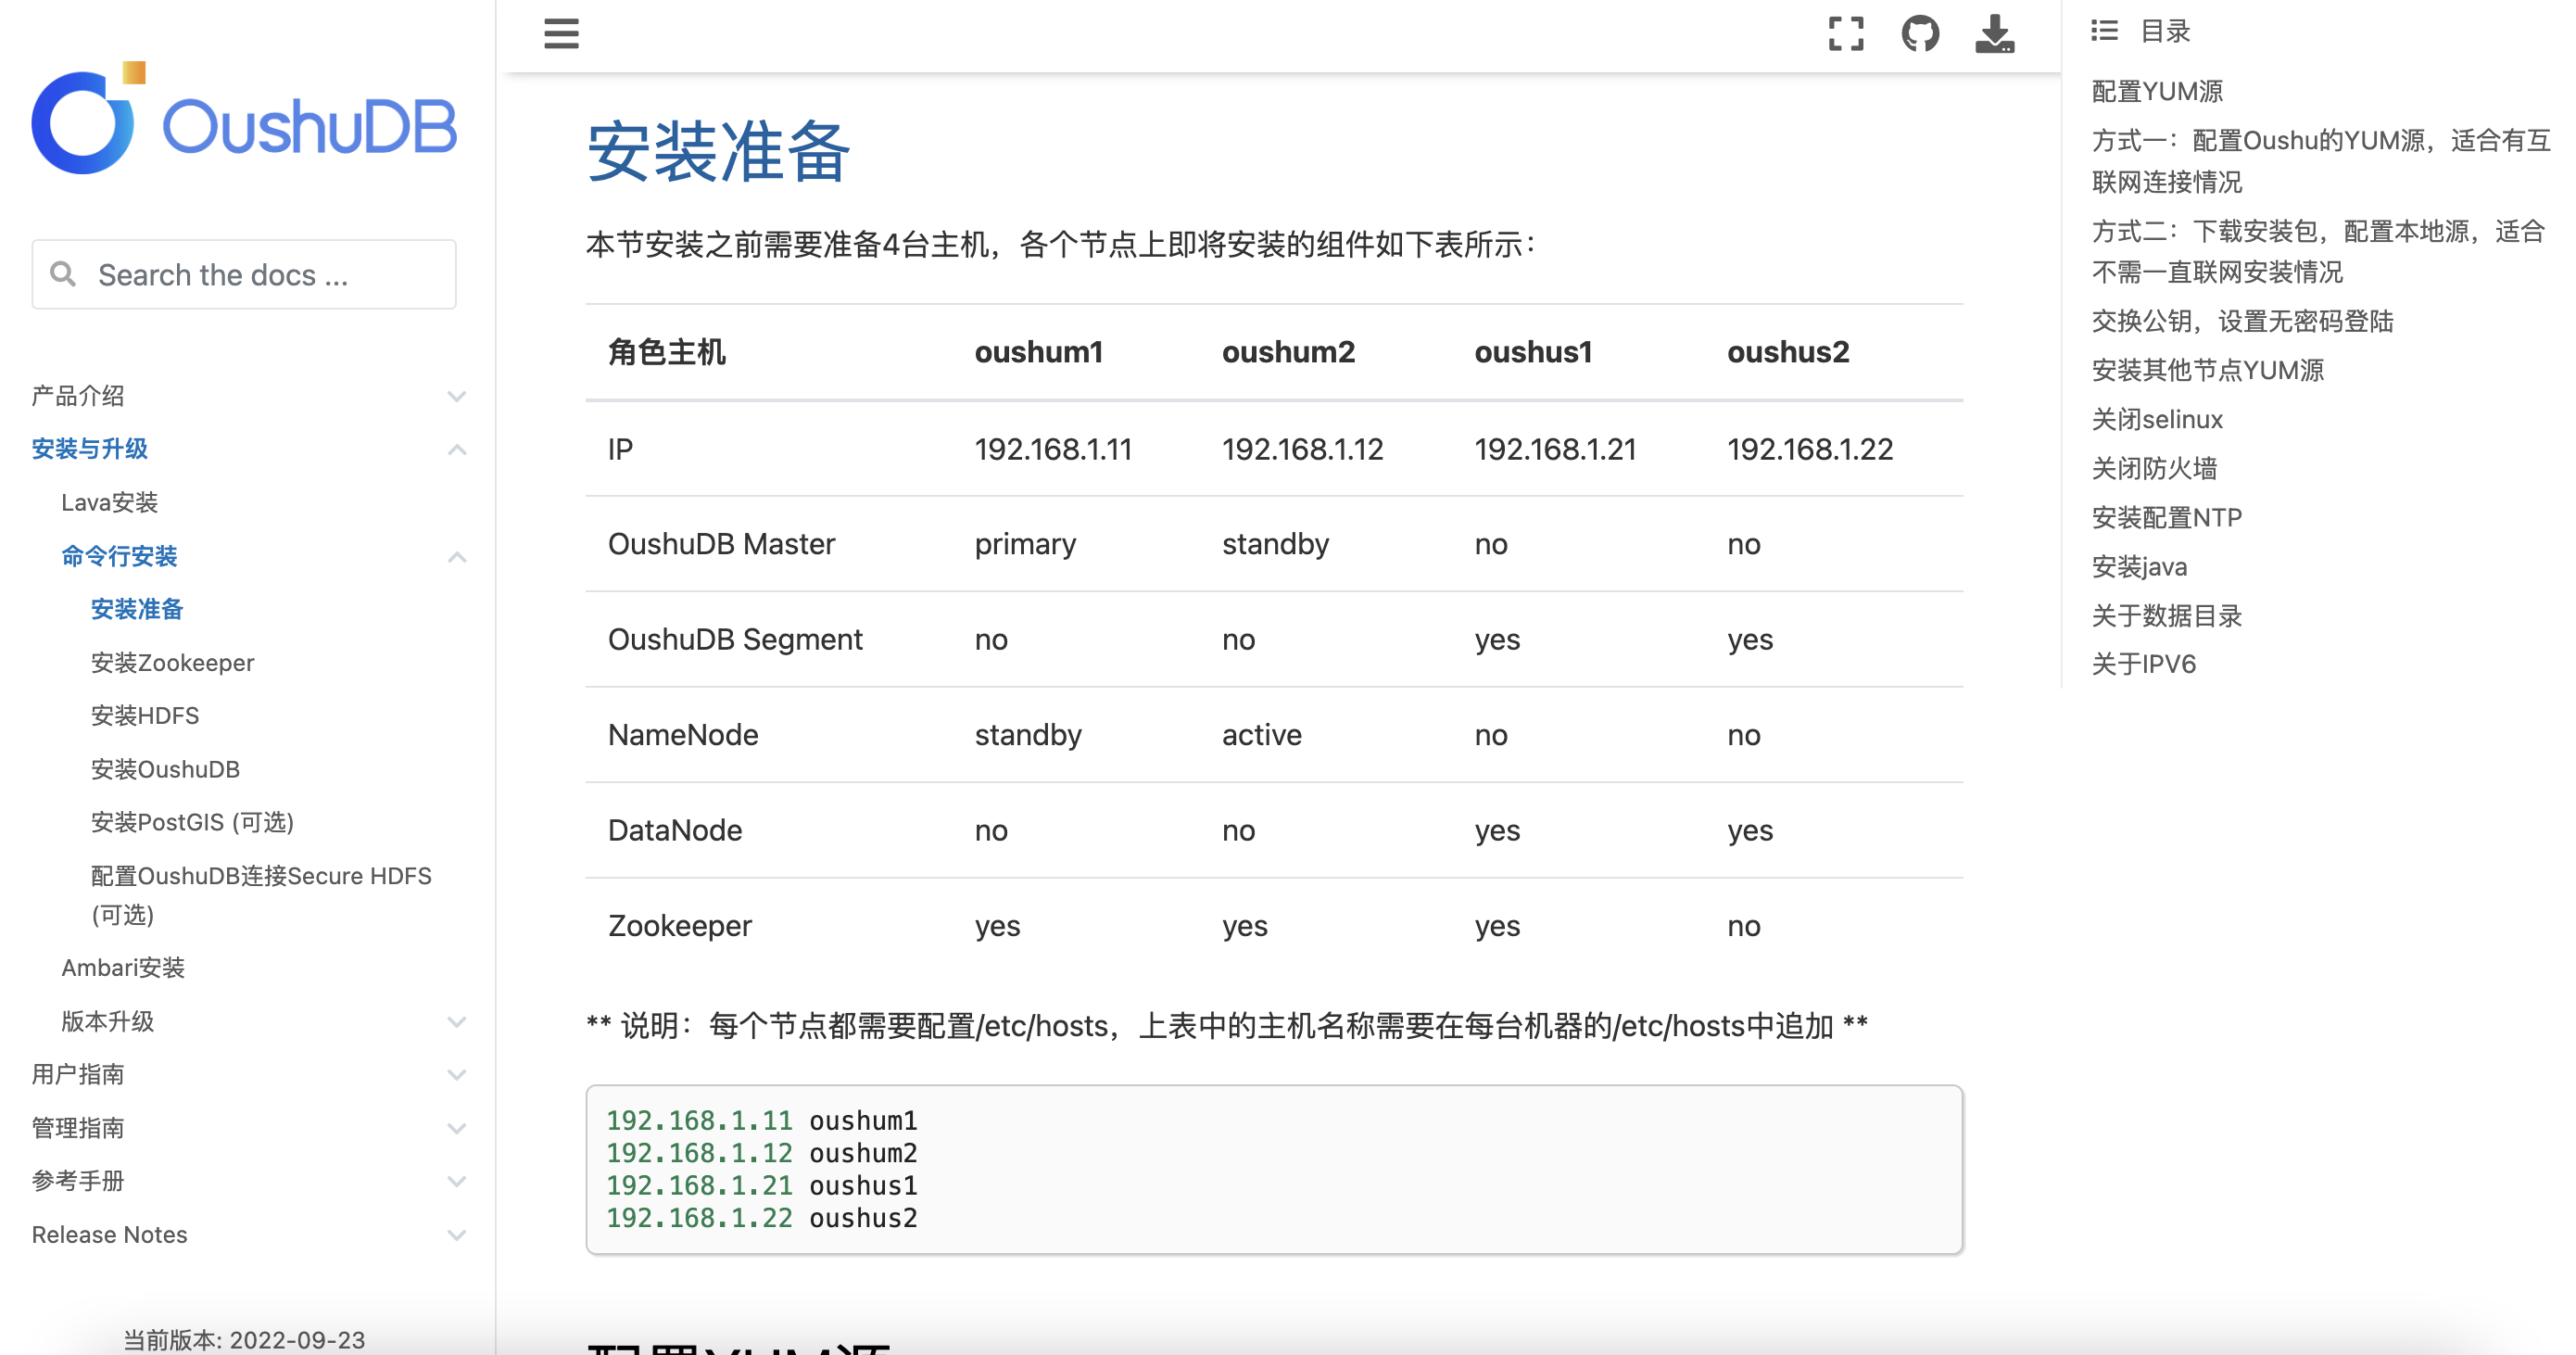 OushuDB
Search the docs ...
产品介绍
安装与升级
Lava安装
命令行安装
安装准备
安装Zookeeper
安装HDFS
安装OushuDB
安装PostGIS (可选)
配置OushuDB连接Secure HDFS
(可选)
Ambari安装
版本升级
用户指南
管理指南
参考手册
Release Notes
当前版本: 2022-09-23
安装准备
本节安装之前需要准备4台主机，各个节点上即将安装的组件如下表所示：
角色主机 oushum1 oushum2 oushus1 oushus2
IP 192.168.1.11 192.168.1.12 192.168.1.21 192.168.1.22
OushuDB Master primary standby no no
OushuDB Segment no no yes yes
NameNode standby active no no
DataNode no no yes yes
Zookeeper yes yes yes no
** 说明：每个节点都需要配置/etc/hosts，上表中的主机名称需要在每台机器的/etc/hosts中追加 **
192.168.1.11 oushum1
192.168.1.12 oushum2
192.168.1.21 oushus1
192.168.1.22 oushus2
配置YUM源
目录
配置YUM源
方式一：配置Oushu的YUM源，适合有互
联网连接情况
方式二：下载安装包，配置本地源，适合
不需一直联网安装情况
交换公钥，设置无密码登陆
安装其他节点YUM源
关闭selinux
关闭防火墙
安装配置NTP
安装java
关于数据目录
关于IPV6